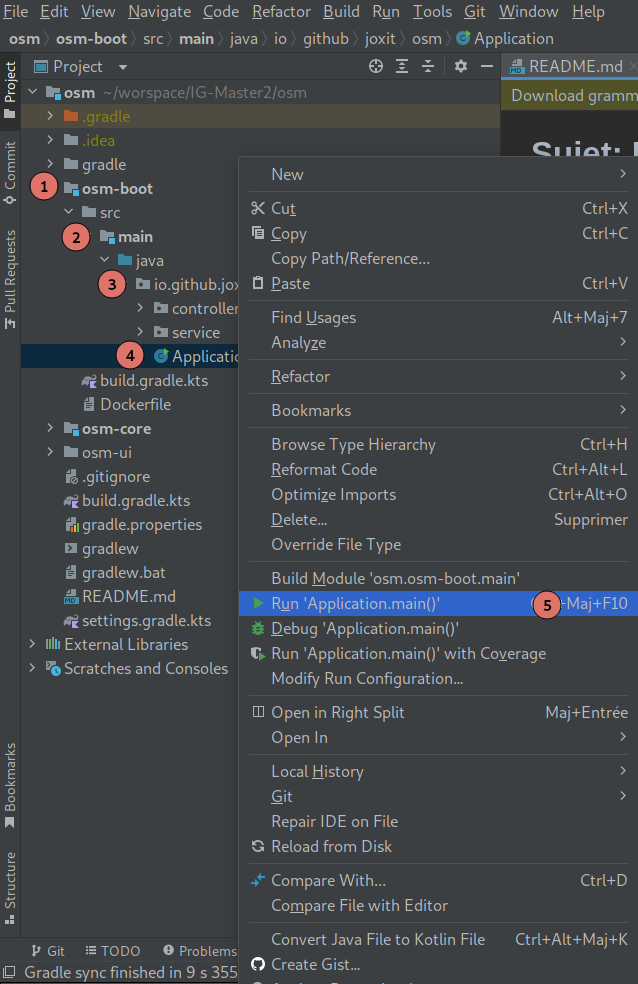 File Edit View Navigate Code Refactor Build Run Tools Git Window Help
osm osm-boot src main java io github joxit osm Application
Project
README.md
osm ~/worspace/IG-Master2/osm
Download
.gradle
.idea
Sujet:
gradle
1 osm-boot
src
2 main
java
3 io.github.jox
controller
service
4
build.gradle.kts
Dockerfile
osm-core
osm-ui
.gitignore
build.gradle.kts
gradle.properties
gradlew
gradlew.bat
README.md
settings.gradle.kts
External Libraries
Scratches and Consoles
New
Cut Ctrl+X
Copy Ctrl+C
Copy Path/Reference...
Paste Ctrl+V
Find Usages Alt+Maj+7
Analyze
Refactor
Bookmarks
Browse Type Hierarchy Ctrl+H
Reformat Code Ctrl+Alt+L
Optimize Imports Ctrl+Alt+O
Delete... Supprimer
Override File Type
Build Module 'osm.osm-boot.main'
Run 'Application.main()' 5 -Maj+F10
Debug 'Application.main()'
Run 'Application.main()' with Coverage
Modify Run Configuration...
Open in Right Split Maj+Entrée
Open In
Local History
Git
Repair IDE on File
Reload from Disk
Compare With... Ctrl+D
Compare File with Editor
Convert Java File to Kotlin File Ctrl+Alt+Maj+K
Create Gist...
Project
Commit
Pull Requests
Bookmarks
Structure
Git TODO Problems
Gradle sync finished in 9 s 355